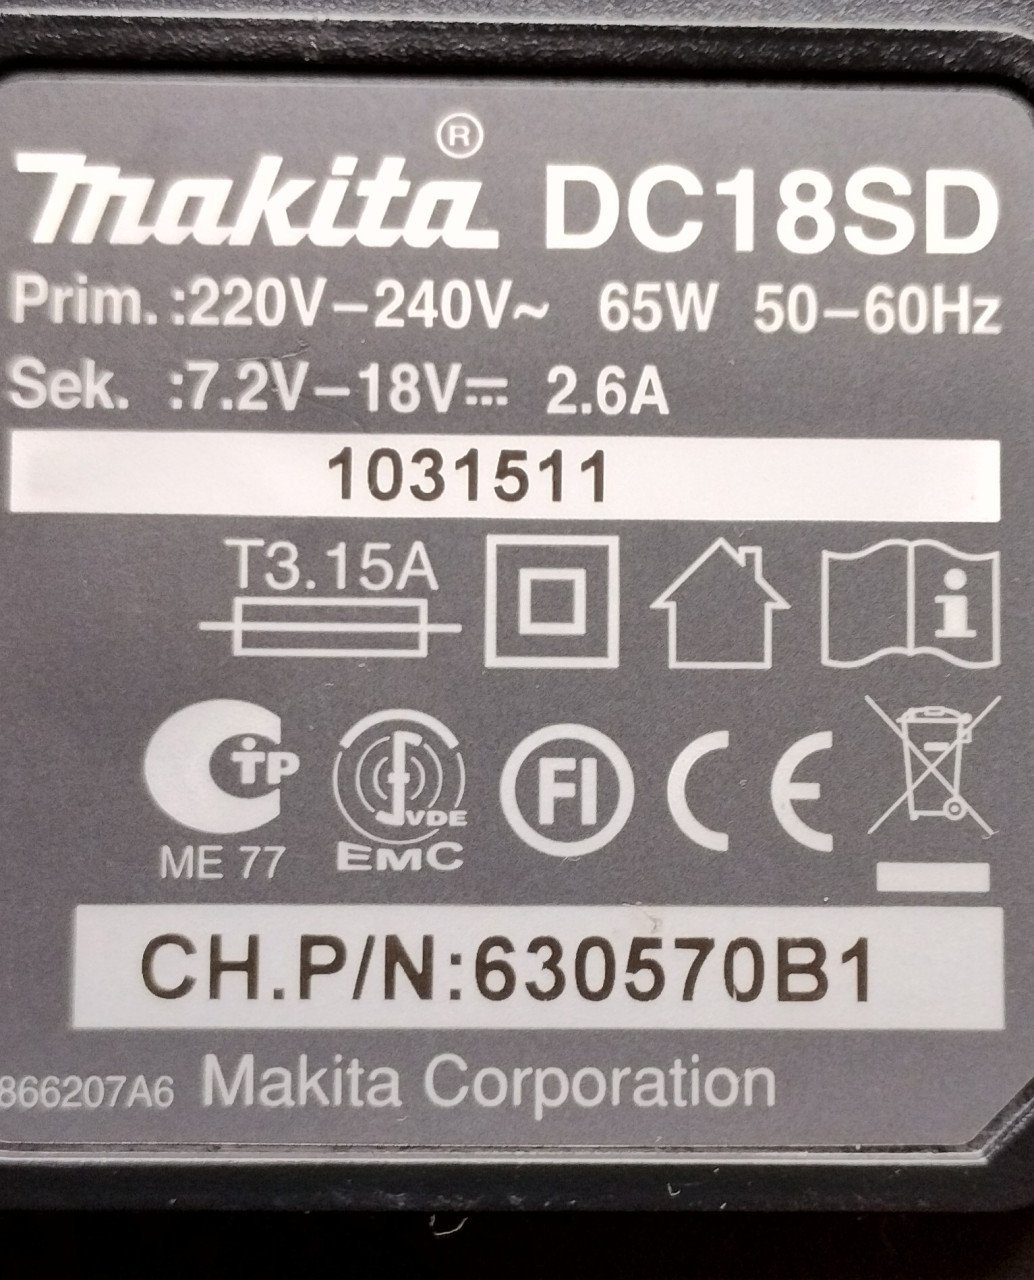 makita® DC18SD
Prim. :220V–240V~ 65W 50–60Hz
Sek. :7.2V–18V⎓ 2.6A
1031511
T3.15A
i
TP
VDE
FI
CE
ME 77
EMC
CH.P/N:630570B1
866207A6 Makita Corporation